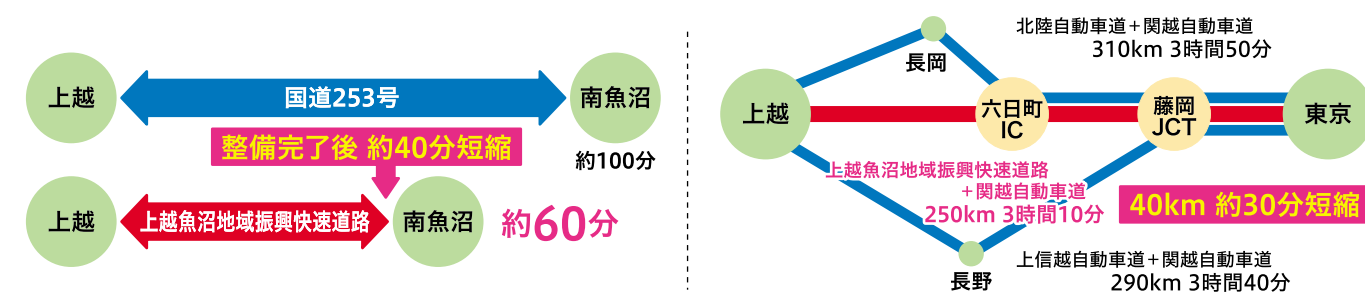 上越
国道253号
南魚沼
整備完了後 約40分短縮
約100分
上越
上越魚沼地域振興快速道路
南魚沼
約60分
北陸自動車道＋関越自動車道
310km 3時間50分
長岡
上越
六日町
IC
藤岡
JCT
東京
上越魚沼地域振興快速道路
＋関越自動車道
250km 3時間10分
40km 約30分短縮
長野
上信越自動車道＋関越自動車道
290km 3時間40分